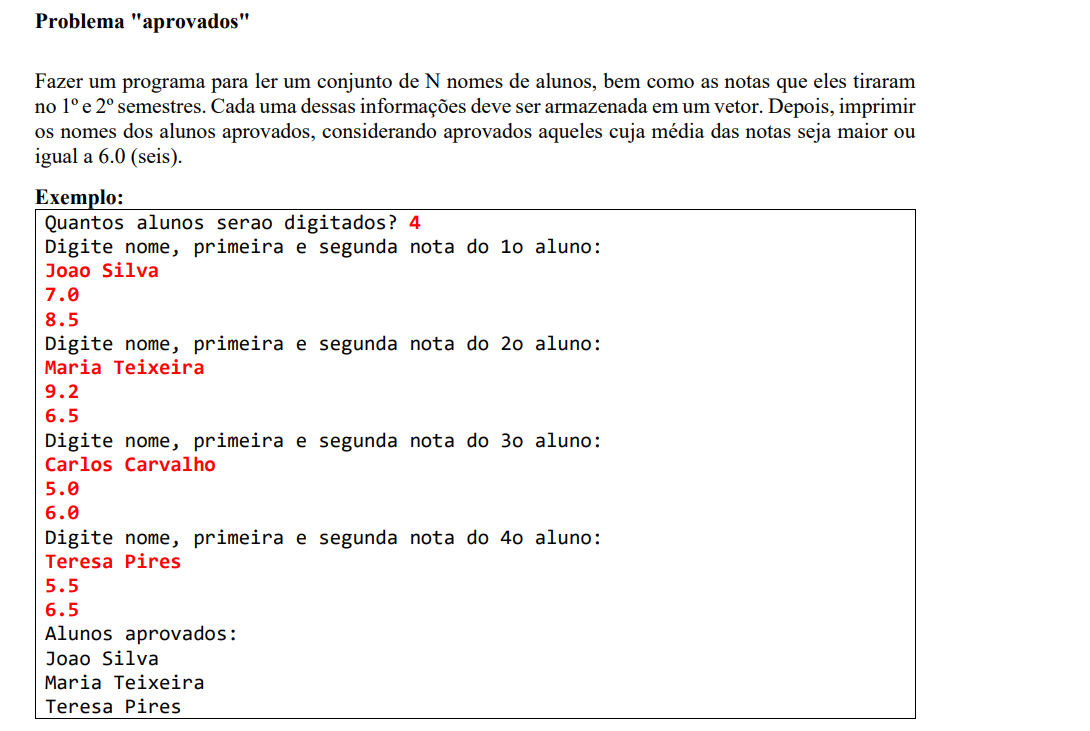 Problema "aprovados"
Fazer um programa para ler um conjunto de N nomes de alunos, bem como as notas que eles tiraram
no 1º e 2º semestres. Cada uma dessas informações deve ser armazenada em um vetor. Depois, imprimir
os nomes dos alunos aprovados, considerando aprovados aqueles cuja média das notas seja maior ou
igual a 6.0 (seis).
Exemplo:
Quantos alunos serao digitados? 4
Digite nome, primeira e segunda nota do 1o aluno:
Joao Silva
7.0
8.5
Digite nome, primeira e segunda nota do 2o aluno:
Maria Teixeira
9.2
6.5
Digite nome, primeira e segunda nota do 3o aluno:
Carlos Carvalho
5.0
6.0
Digite nome, primeira e segunda nota do 4o aluno:
Teresa Pires
5.5
6.5
Alunos aprovados:
Joao Silva
Maria Teixeira
Teresa Pires